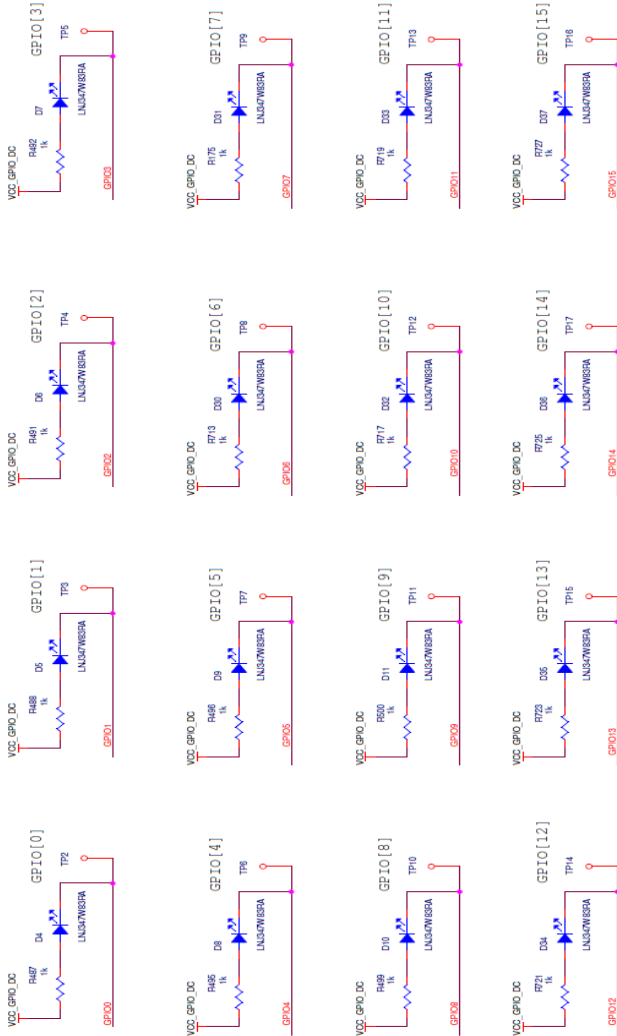 GPIO[0]
VCC_GPIO_DC
R487
1k
D4
LNJ347W83RA
TP2
GPIO0
GPIO[1]
VCC_GPIO_DC
R488
1k
D5
LNJ347W83RA
TP3
GPIO1
GPIO[2]
VCC_GPIO_DC
R491
1k
D6
LNJ347W83RA
TP4
GPIO2
GPIO[3]
VCC_GPIO_DC
R492
1k
D7
LNJ347W83RA
TP5
GPIO3
GPIO[4]
VCC_GPIO_DC
R495
1k
D8
LNJ347W83RA
TP6
GPIO4
GPIO[5]
VCC_GPIO_DC
R496
1k
D9
LNJ347W83RA
TP7
GPIO5
GPIO[6]
VCC_GPIO_DC
R713
1k
D30
LNJ347W83RA
TP8
GPIO6
GPIO[7]
VCC_GPIO_DC
R175
1k
D31
LNJ347W83RA
TP9
GPIO7
GPIO[8]
VCC_GPIO_DC
R499
1k
D10
LNJ347W83RA
TP10
GPIO8
GPIO[9]
VCC_GPIO_DC
R500
1k
D11
LNJ347W83RA
TP11
GPIO9
GPIO[10]
VCC_GPIO_DC
R717
1k
D32
LNJ347W83RA
TP12
GPIO10
GPIO[11]
VCC_GPIO_DC
R719
1k
D33
LNJ347W83RA
TP13
GPIO11
GPIO[12]
VCC_GPIO_DC
R721
1k
D34
LNJ347W83RA
TP14
GPIO12
GPIO[13]
VCC_GPIO_DC
R723
1k
D35
LNJ347W83RA
TP15
GPIO13
GPIO[14]
VCC_GPIO_DC
R725
1k
D36
LNJ347W83RA
TP17
GPIO14
GPIO[15]
VCC_GPIO_DC
R727
1k
D37
LNJ347W83RA
TP16
GPIO15